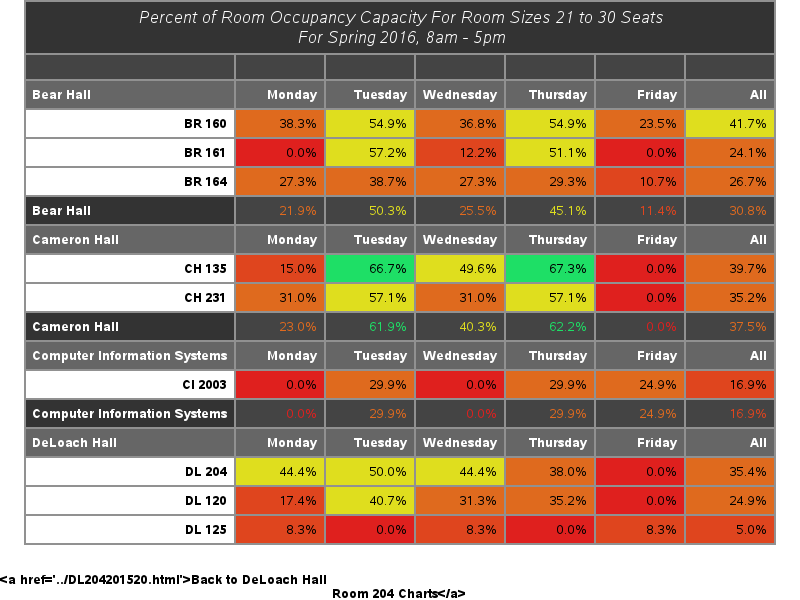 Percent of Room Occupancy Capacity For Room Sizes 21 to 30 Seats
For Spring 2016, 8am - 5pm
Bear Hall Monday Tuesday Wednesday Thursday Friday All
BR 160 38.3% 54.9% 36.8% 54.9% 23.5% 41.7%
BR 161 0.0% 57.2% 12.2% 51.1% 0.0% 24.1%
BR 164 27.3% 38.7% 27.3% 29.3% 10.7% 26.7%
Bear Hall 21.9% 50.3% 25.5% 45.1% 11.4% 30.8%
Cameron Hall Monday Tuesday Wednesday Thursday Friday All
CH 135 15.0% 66.7% 49.6% 67.3% 0.0% 39.7%
CH 231 31.0% 57.1% 31.0% 57.1% 0.0% 35.2%
Cameron Hall 23.0% 61.9% 40.3% 62.2% 0.0% 37.5%
Computer Information Systems Monday Tuesday Wednesday Thursday Friday All
CI 2003 0.0% 29.9% 0.0% 29.9% 24.9% 16.9%
Computer Information Systems 0.0% 29.9% 0.0% 29.9% 24.9% 16.9%
DeLoach Hall Monday Tuesday Wednesday Thursday Friday All
DL 204 44.4% 50.0% 44.4% 38.0% 0.0% 35.4%
DL 120 17.4% 40.7% 31.3% 35.2% 0.0% 24.9%
DL 125 8.3% 0.0% 8.3% 0.0% 8.3% 5.0%
<a href='../DL204201520.html'>Back to DeLoach Hall
Room 204 Charts</a>